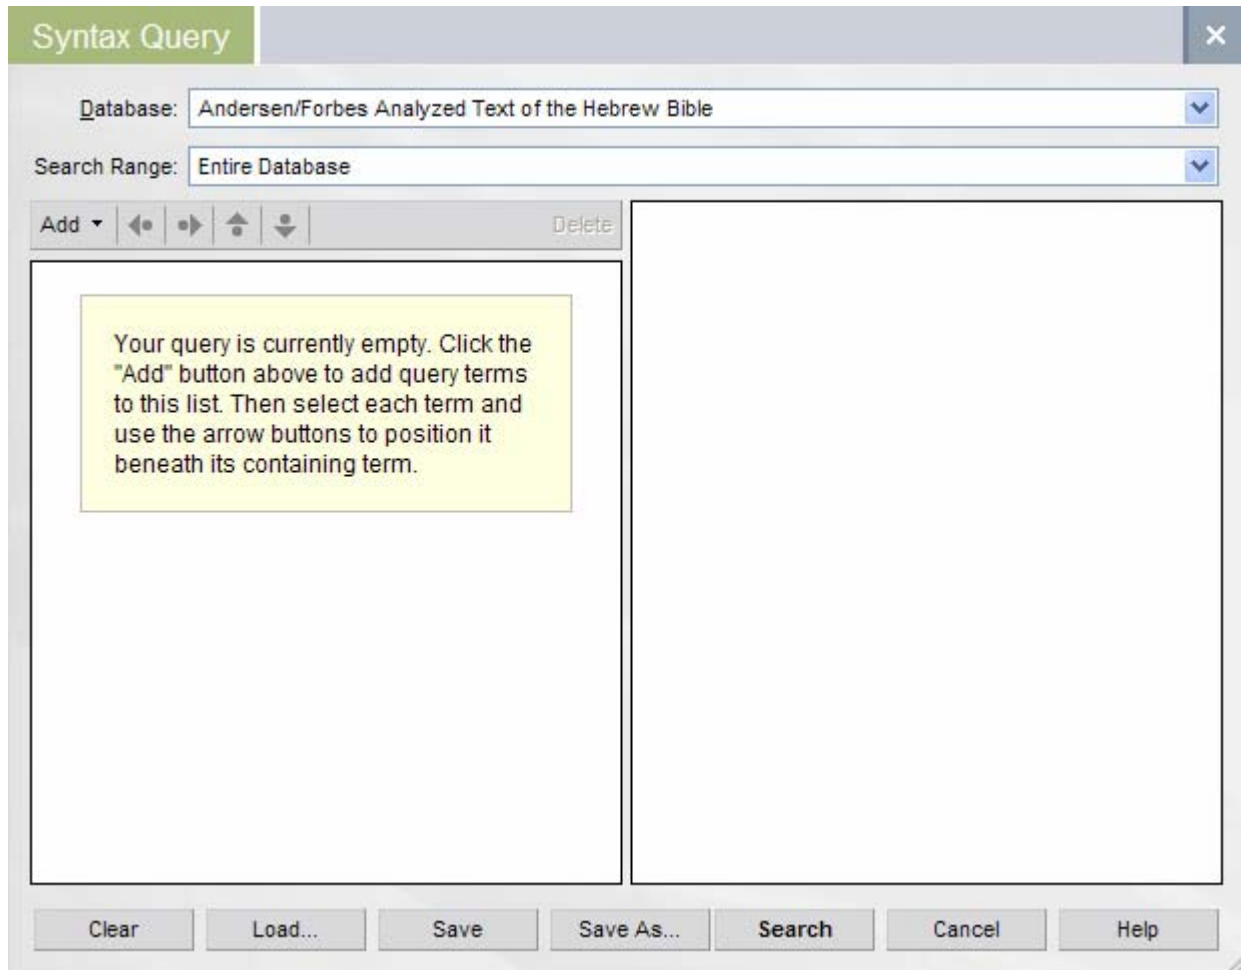 Syntax Query
Database: Andersen/Forbes Analyzed Text of the Hebrew Bible
Search Range: Entire Database
Add Delete
Your query is currently empty. Click the
"Add" button above to add query terms
to this list. Then select each term and
use the arrow buttons to position it
beneath its containing term.
Clear Load... Save Save As... Search Cancel Help